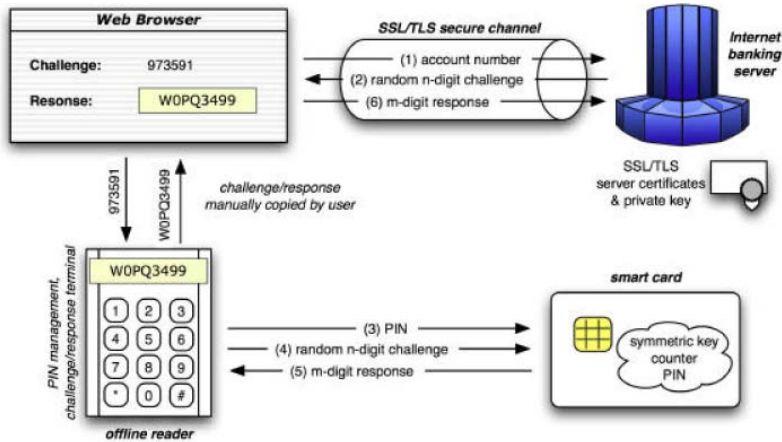 Web Browser
Challenge: 973591
Resonse: W0PQ3499
SSL/TLS secure channel
(1) account number
(2) random n-digit challenge
(6) m-digit response
Internet
banking
server
SSL/TLS
server certificates
& private key
973591
W0PQ3499
challenge/response
manually copied by user
PIN management,
challenge/response terminal
W0PQ3499
1 2 3
4 5 6
7 8 9
* 0 #
offline reader
(3) PIN
(4) random n-digit challenge
(5) m-digit response
smart card
symmetric key
counter
PIN